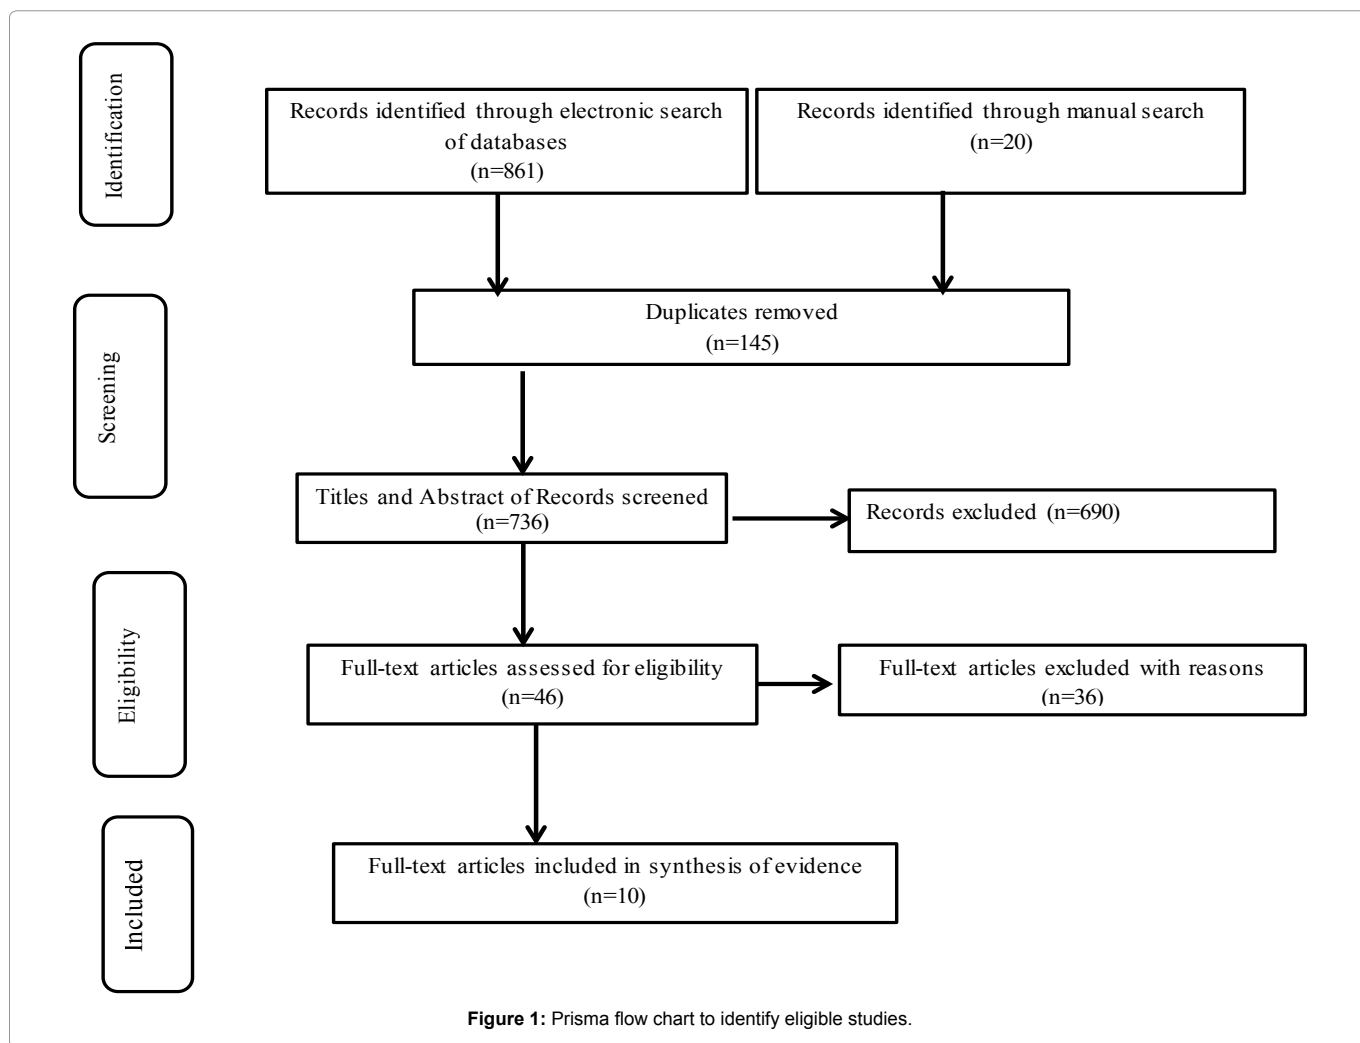 Identification
Records identified through electronic search
of databases
(n=861)
Records identified through manual search
(n=20)
Screening
Duplicates removed
(n=145)
Titles and Abstract of Records screened
(n=736)
Records excluded (n=690)
Eligibility
Full-text articles assessed for eligibility
(n=46)
Full-text articles excluded with reasons
(n=36)
Included
Full-text articles included in synthesis of evidence
(n=10)
Figure 1: Prisma flow chart to identify eligible studies.